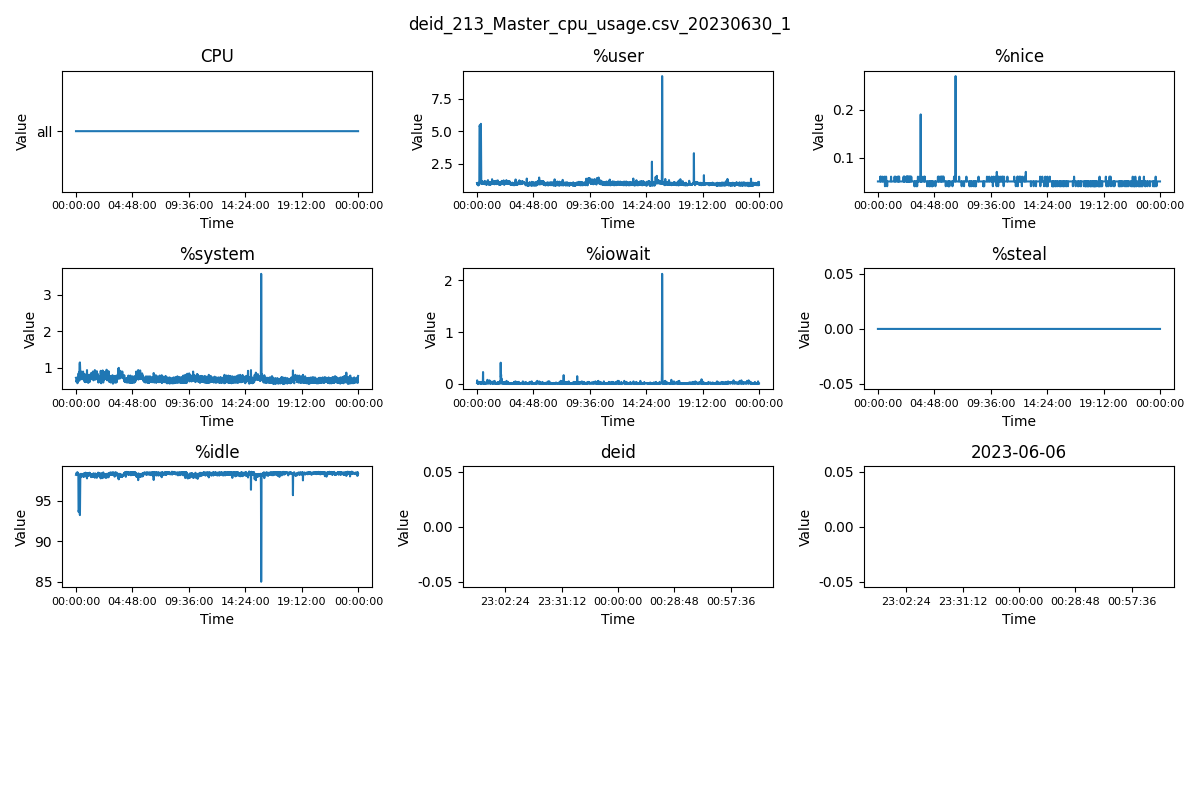 deid_213_Master_cpu_usage.csv_20230630_1
CPU
Value
all
00:00:00 04:48:00 09:36:00 14:24:00 19:12:00 00:00:00
Time
%user
Value
7.5
5.0
2.5
00:00:00 04:48:00 09:36:00 14:24:00 19:12:00 00:00:00
Time
%nice
Value
0.2
0.1
00:00:00 04:48:00 09:36:00 14:24:00 19:12:00 00:00:00
Time
%system
Value
3
2
1
00:00:00 04:48:00 09:36:00 14:24:00 19:12:00 00:00:00
Time
%iowait
Value
2
1
0
00:00:00 04:48:00 09:36:00 14:24:00 19:12:00 00:00:00
Time
%steal
Value
0.05
0.00
-0.05
00:00:00 04:48:00 09:36:00 14:24:00 19:12:00 00:00:00
Time
%idle
Value
95
90
85
00:00:00 04:48:00 09:36:00 14:24:00 19:12:00 00:00:00
Time
deid
Value
0.05
0.00
-0.05
23:02:24 23:31:12 00:00:00 00:28:48 00:57:36
Time
2023-06-06
Value
0.05
0.00
-0.05
23:02:24 23:31:12 00:00:00 00:28:48 00:57:36
Time